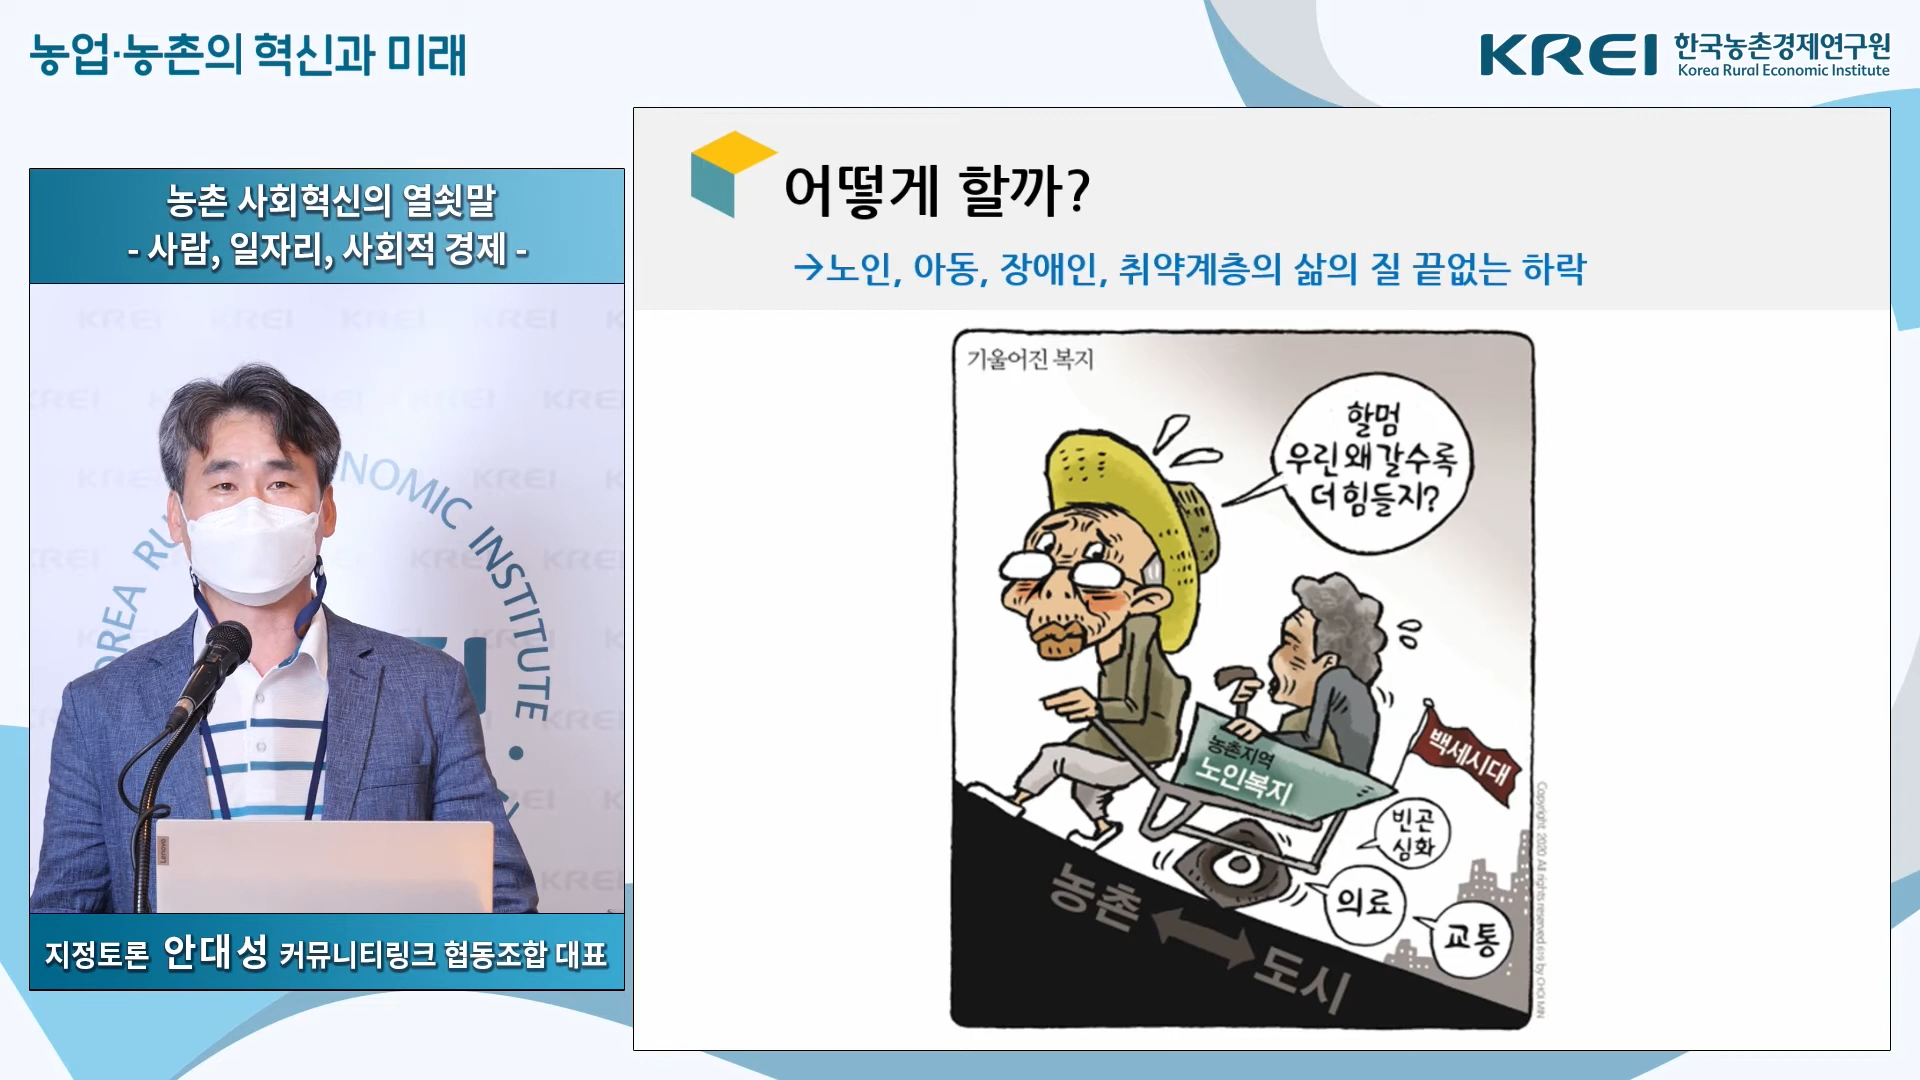 농업·농촌의 혁신과 미래
KREI 한국농촌경제연구원
Korea Rural Economic Institute
농촌 사회혁신의 열쇳말
- 사람, 일자리, 사회적 경제 -
KOREA RU
NOMIC INSTITUTE
Lenovo
지정토론 안대성 커뮤니티링크 협동조합 대표
어떻게 할까?
→노인, 아동, 장애인, 취약계층의 삶의 질 끝없는 하락
기울어진 복지
할멈
우린 왜 갈수록
더 힘들지?
농촌지역
노인복지
백세시대
빈곤
심화
의료
교통
농촌 ↔ 도시